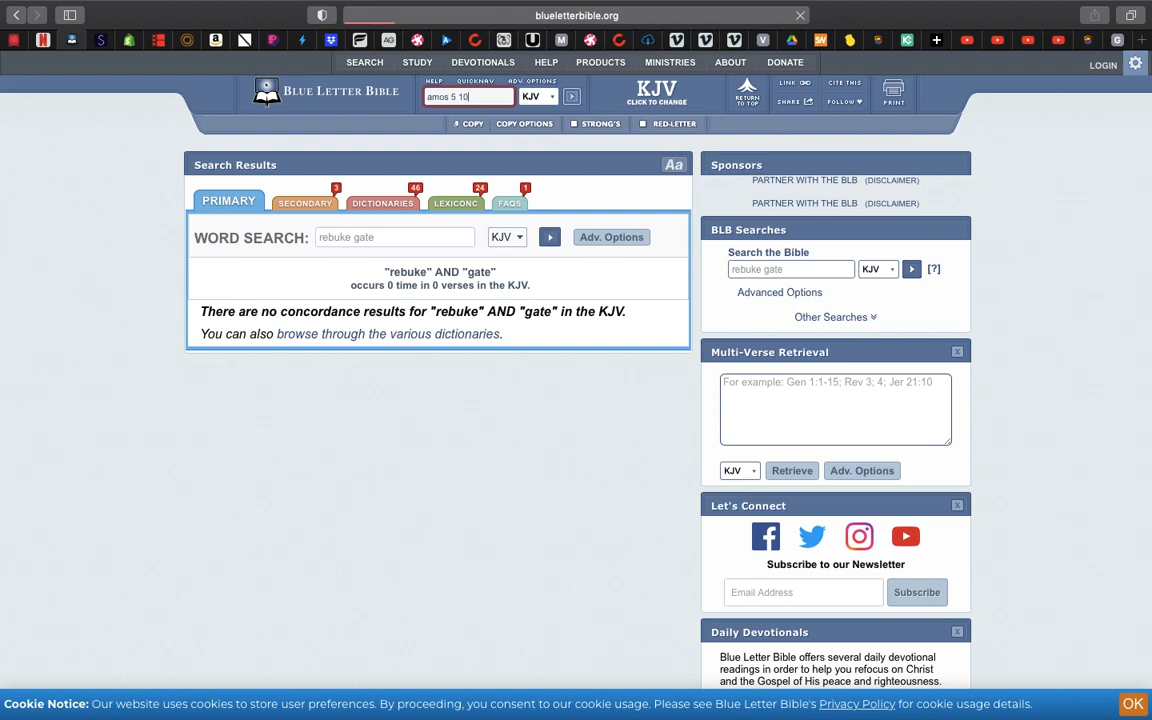 blueletterbible.org
SEARCH STUDY DEVOTIONALS HELP PRODUCTS MINISTRIES ABOUT DONATE
LOGIN
BLUE LETTER BIBLE
HELP QUICKNAV ADV. OPTIONS
amos 5 10 KJV
KJV
CLICK TO CHANGE
RETURN
TO TOP
LINK CITE THIS
SHARE FOLLOW
PRINT
COPY COPY OPTIONS STRONG'S RED-LETTER
Search Results Aa
PRIMARY SECONDARY 3 DICTIONARIES 46 LEXICONC 24 FAQS 1
WORD SEARCH: rebuke gate KJV Adv. Options
"rebuke" AND "gate"
occurs 0 time in 0 verses in the KJV.
There are no concordance results for "rebuke" AND "gate" in the KJV.
You can also browse through the various dictionaries.
Sponsors
PARTNER WITH THE BLB (DISCLAIMER)
PARTNER WITH THE BLB (DISCLAIMER)
BLB Searches
Search the Bible
rebuke gate KJV [?]
Advanced Options
Other Searches
Multi-Verse Retrieval
For example: Gen 1:1-15; Rev 3; 4; Jer 21:10
KJV Retrieve Adv. Options
Let's Connect
Subscribe to our Newsletter
Email Address Subscribe
Daily Devotionals
Blue Letter Bible offers several daily devotional
readings in order to help you refocus on Christ
and the Gospel of His peace and righteousness.
Cookie Notice: Our website uses cookies to store user preferences. By proceeding, you consent to our cookie usage. Please see Blue Letter Bible's Privacy Policy for cookie usage details. OK